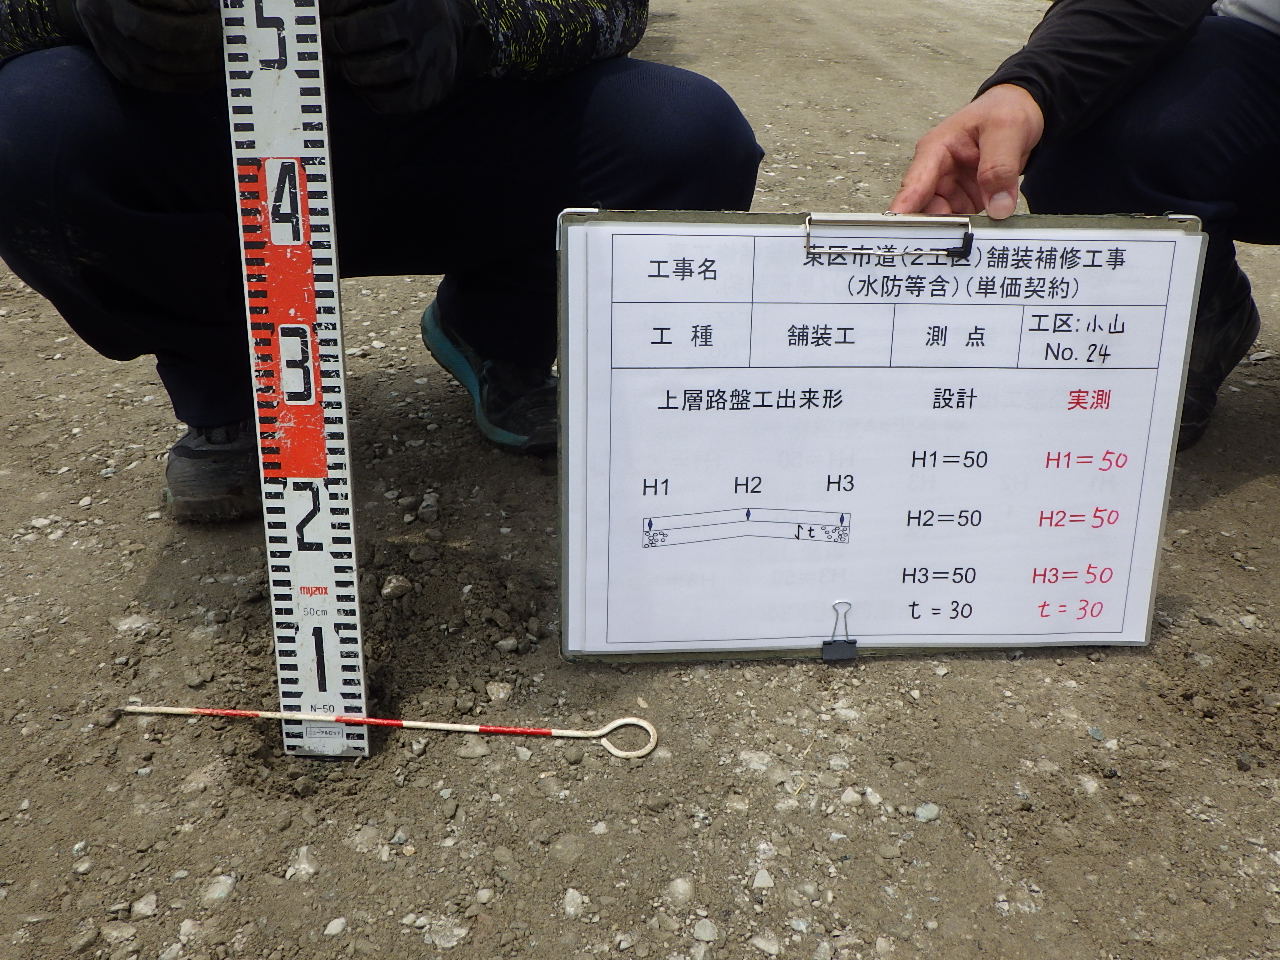 5
4
3
2
myzox
50cm
1
N-50
工事名
東区市道(2工区)舗装補修工事
(水防等含)(単価契約)
工 種
舗装工
測 点
工区:小山
No. 24
上層路盤工出来形
設計
実測
H1=50
H1=50
H1
H2
H3
H2=50
H2=50
t
H3=50
H3=50
t=30
t=30